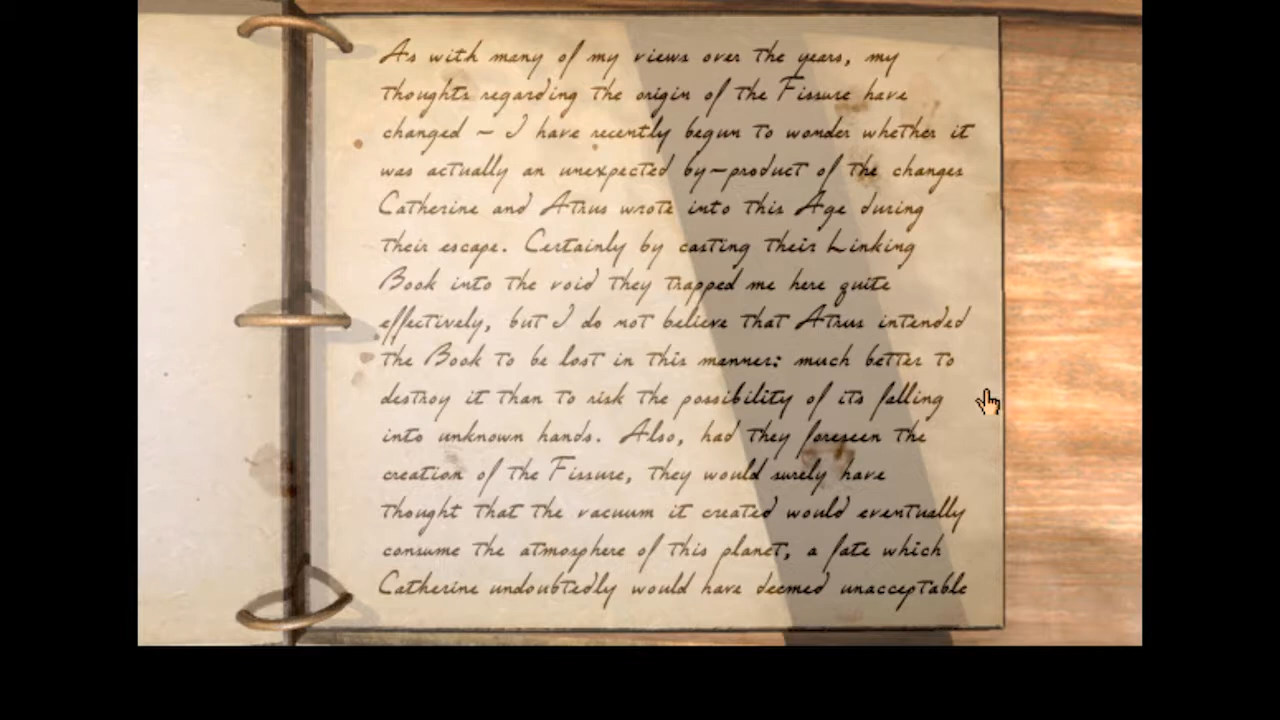 As with many of my views over the years, my
thoughts regarding the origin of the Fissure have
changed – I have recently begun to wonder whether it
was actually an unexpected by-product of the changes
Catherine and Atrus wrote into this Age during
their escape. Certainly by casting their Linking
Book into the void they trapped me here quite
effectively, but I do not believe that Atrus intended
the Book to be lost in this manner: much better to
destroy it than to risk the possibility of its falling
into unknown hands. Also, had they foreseen the
creation of the Fissure, they would surely have
thought that the vacuum it created would eventually
consume the atmosphere of this planet, a fate which
Catherine undoubtedly would have deemed unacceptable